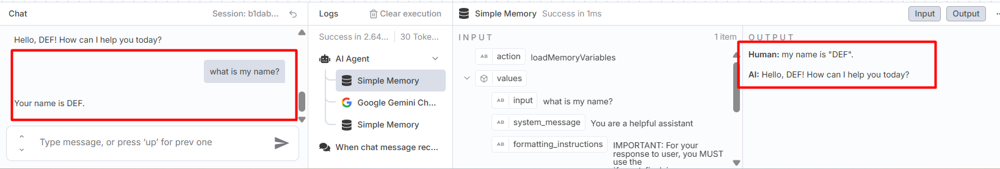 Chat
Session: b1dab...
Hello, DEF! How can I help you today?
what is my name?
Your name is DEF.
Type message, or press ‘up’ for prev one
Logs
Clear execution
Success in 2.64...
30 Toke...
AI Agent
Simple Memory
Google Gemini Ch...
Simple Memory
When chat message rec...
Simple Memory
Success in 1ms
Input
Output
INPUT
1 item
AB action loadMemoryVariables
values
AB input what is my name?
AB system_message You are a helpful assistant
AB formatting_instructions IMPORTANT: For your
response to user, you MUST
use the
OUTPUT
Human: my name is "DEF".
AI: Hello, DEF! How can I help you today?